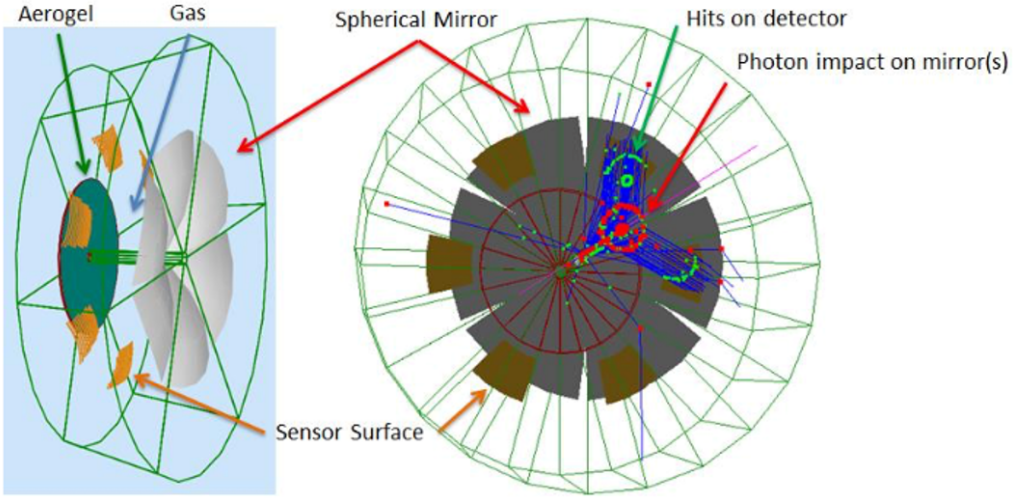 Aerogel
Gas
Spherical Mirror
Hits on detector
Photon impact on mirror(s)
Sensor Surface